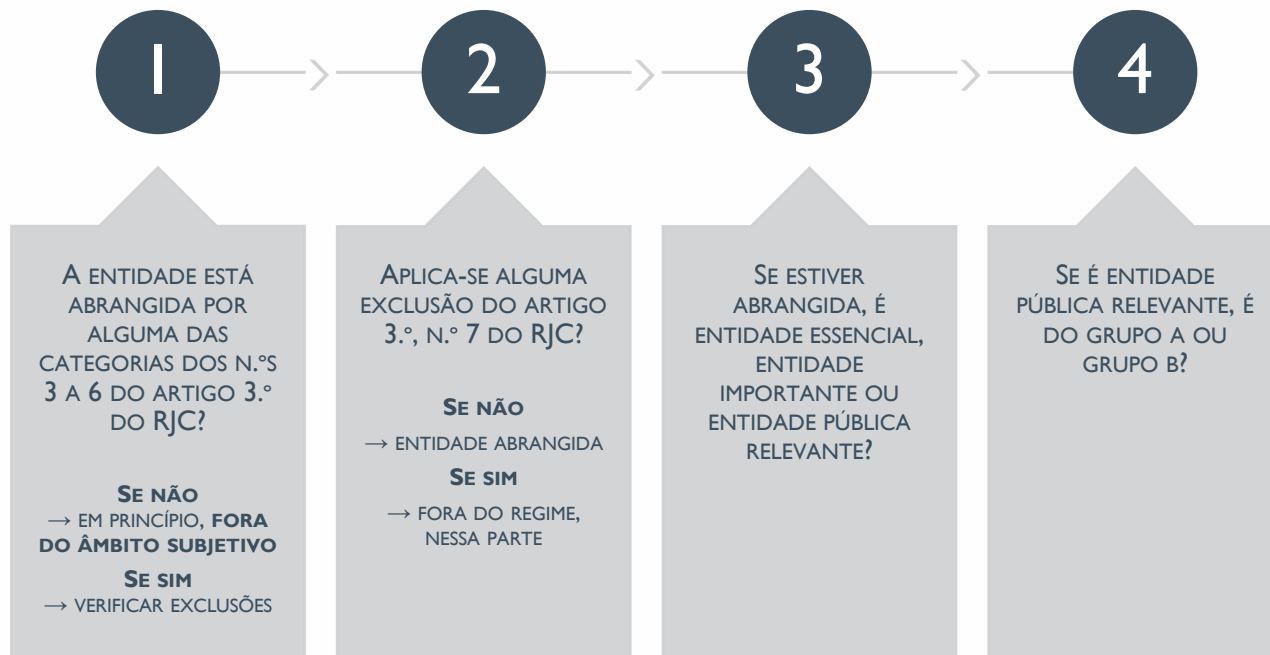 1
2
3
4
A ENTIDADE ESTÁ
ABRANGIDA POR
ALGUMA DAS
CATEGORIAS DOS N.ºS
3 A 6 DO ARTIGO 3.º
DO RJC?
SE NÃO
→ EM PRINCÍPIO, FORA
DO ÂMBITO SUBJETIVO
SE SIM
→ VERIFICAR EXCLUSÕES
APLICA-SE ALGUMA
EXCLUSÃO DO ARTIGO
3.º, N.º 7 DO RJC?
SE NÃO
→ ENTIDADE ABRANGIDA
SE SIM
→ FORA DO REGIME,
NESSA PARTE
SE ESTIVER
ABRANGIDA, É
ENTIDADE ESSENCIAL,
ENTIDADE
IMPORTANTE OU
ENTIDADE PÚBLICA
RELEVANTE?
SE É ENTIDADE
PÚBLICA RELEVANTE, É
DO GRUPO A OU
GRUPO B?